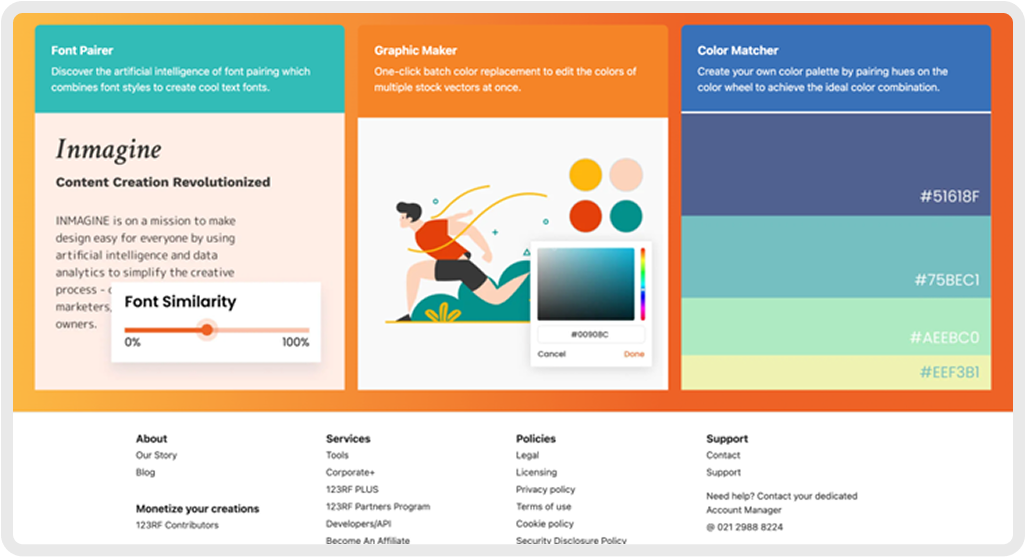 Font Pairer
Discover the artificial intelligence of font pairing which
combines font styles to create cool text fonts.
Inmagine
Content Creation Revolutionized
INMAGINE is on a mission to make
design easy for everyone by using
artificial intelligence and data
analytics to simplify the creative
process -
marketers,
owners.
Font Similarity
0%
100%
Graphic Maker
One-click batch color replacement to edit the colors of
multiple stock vectors at once.
#00908C
Cancel
Done
Color Matcher
Create your own color palette by pairing hues on the
color wheel to achieve the ideal color combination.
#51618F
#75BEC1
#AEEBC0
#EEF3B1
About
Our Story
Blog
Monetize your creations
123RF Contributors
Services
Tools
Corporate+
123RF PLUS
123RF Partners Program
Developers/API
Become An Affiliate
Policies
Legal
Licensing
Privacy policy
Terms of use
Cookie policy
Security Disclosure Policy
Support
Contact
Support
Need help? Contact your dedicated
Account Manager
@ 021 2988 8224